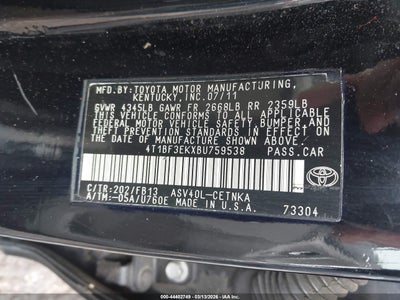 MFD. BY: TOYOTA MOTOR MANUFACTURING,
KENTUCKY, INC. 07/11
GVWR 4345LB GAWR FR 2668LB RR 2359LB
THIS VEHICLE CONFORMS TO ALL APPLICABLE
FEDERAL MOTOR VEHICLE SAFETY, BUMPER, AND
THEFT PREVENTION STANDARDS IN EFFECT ON
THE DATE OF MANUFACTURE SHOWN ABOVE.
4T1BF3EKXBU759538 PASS.CAR
C/TR:202/FB13 ASV40L-CETNKA
A/TM:-05A/U760E MADE IN U.S.A.
TOYOTA
73304
© IAA - 44402749 - 03/13/2026 - COPYRIGHT